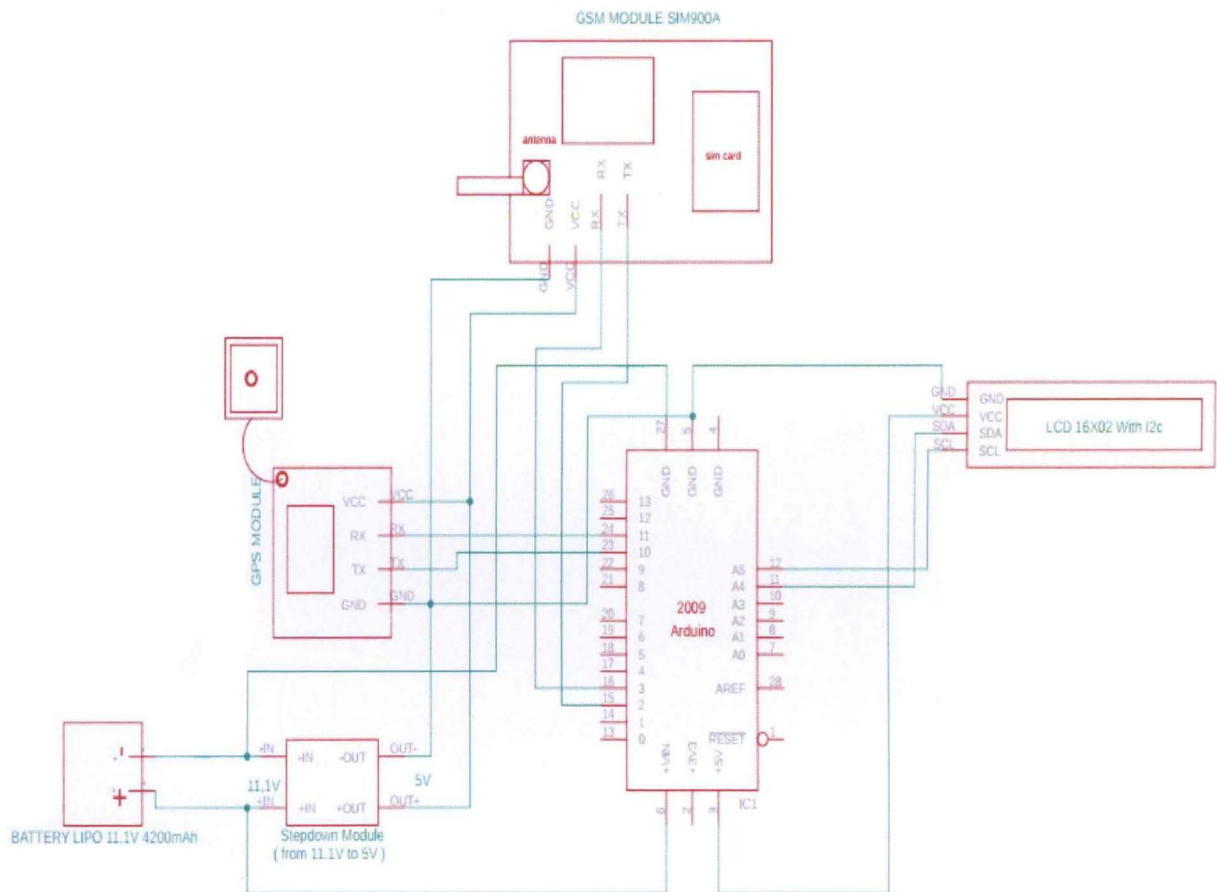 GSM MODULE SIM900A
antenna
sim card
RX
TX
GND
VCC
RX
TX
GND
VCC
GPS MODULE
VCC
RX
TX
GND
VCC
RX
TX
GND
27
5
4
GND
GND
GND
26
25
24
23
22
21
20
19
18
17
16
15
14
13
13
12
11
10
9
8
7
6
5
4
3
2
1
0
2009
Arduino
A5
A4
A3
A2
A1
A0
AREF
RESET
12
11
10
9
8
7
28
1
+VIN
+3V3
+5V
6
2
3
IC1
GND
VCC
SDA
SCL
GND
VCC
SDA
SCL
LCD 16X02 With I2c
-
+
BATTERY LIPO 11.1V 4200mAh
-IN
11,1V
+IN
-IN
-OUT
+IN
+OUT
OUT-
5V
OUT+
Stepdown Module
( from 11.1V to 5V )